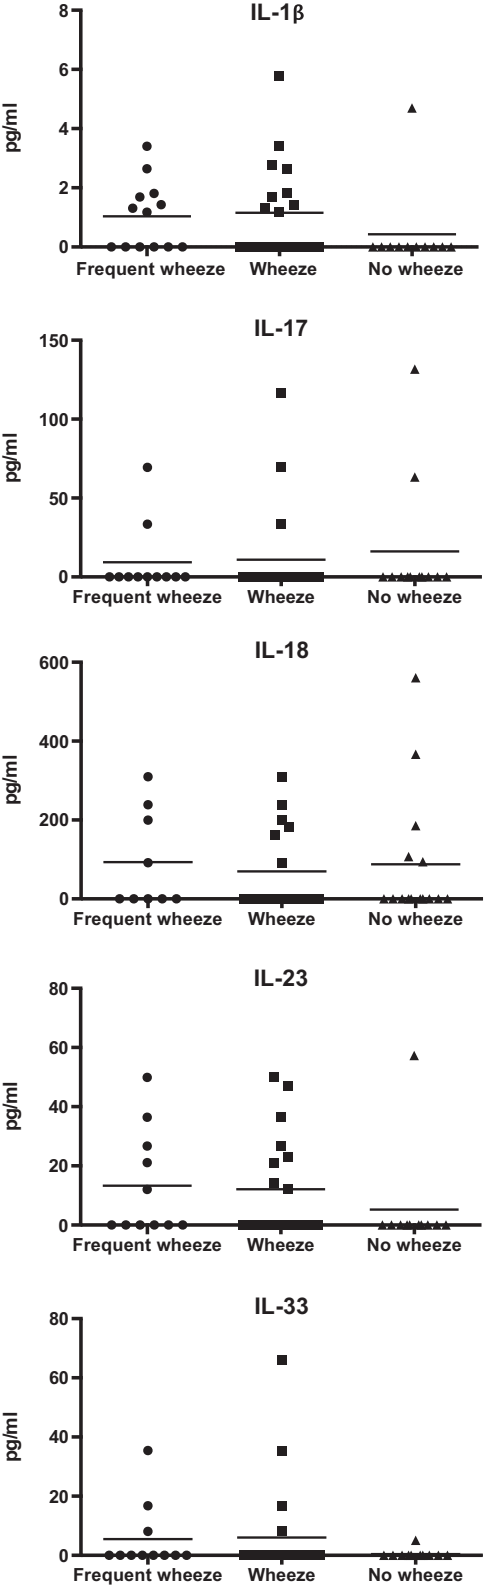 IL-1β
8
6
4
2
0
pg/ml
Frequent wheeze Wheeze No wheeze
IL-17
150
100
50
0
pg/ml
Frequent wheeze Wheeze No wheeze
IL-18
600
400
200
0
pg/ml
Frequent wheeze Wheeze No wheeze
IL-23
80
60
40
20
0
pg/ml
Frequent wheeze Wheeze No wheeze
IL-33
80
60
40
20
0
pg/ml
Frequent wheeze Wheeze No wheeze